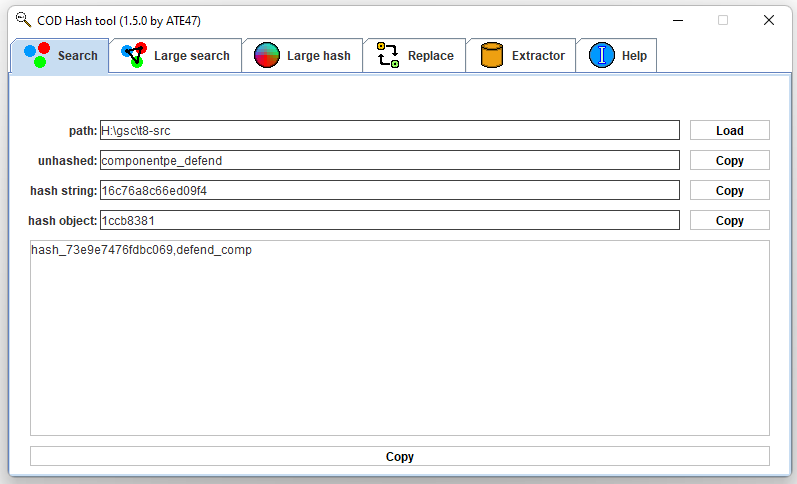 COD Hash tool (1.5.0 by ATE47)
Search Large search Large hash Replace Extractor Help
path: H:\gsc\t8-src Load
unhashed: componentpe_defend Copy
hash string: 16c76a8c66ed09f4 Copy
hash object: 1ccb8381 Copy
hash_73e9e7476fdbc069,defend_comp
Copy